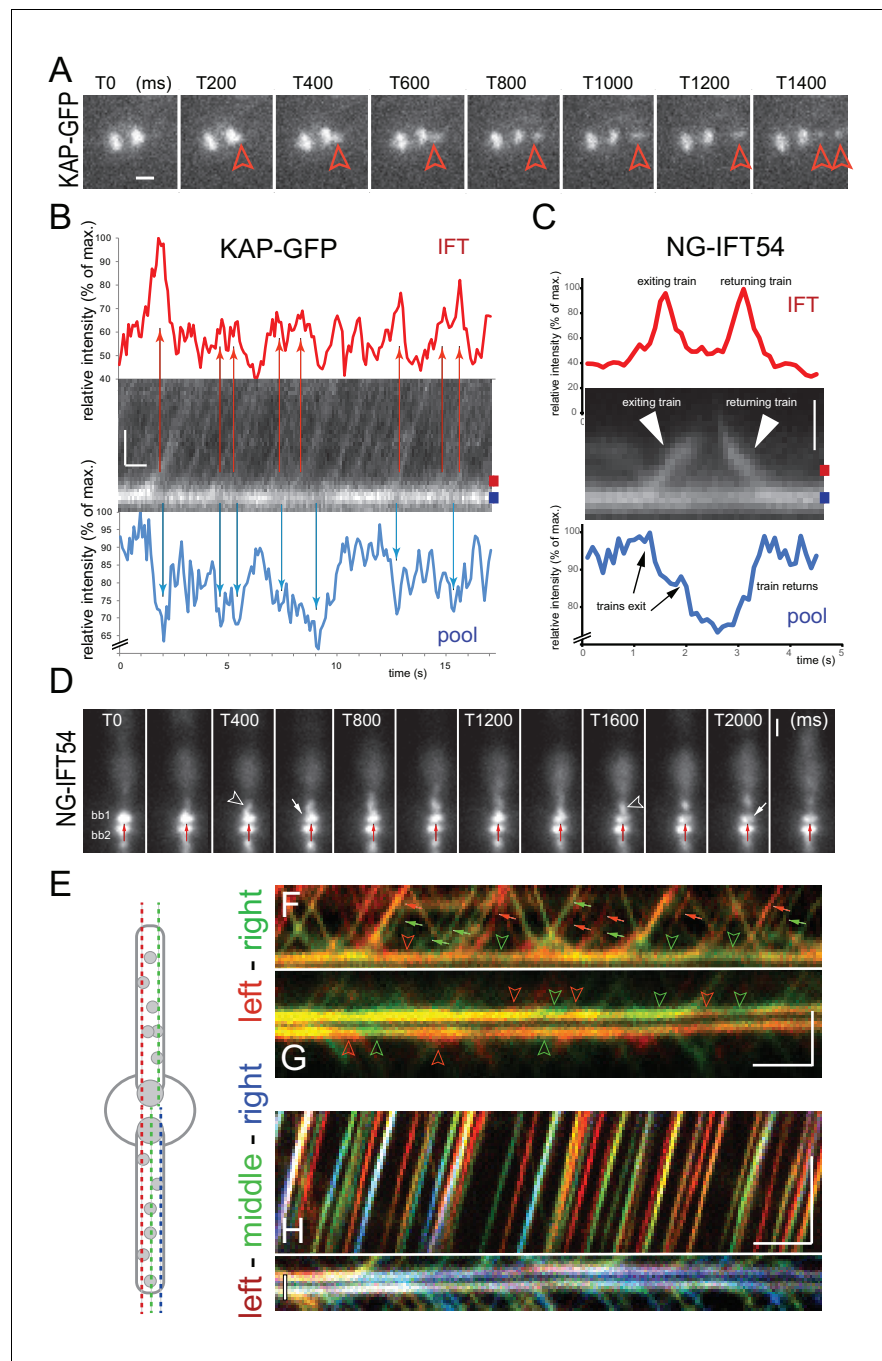 A
T0 (ms) T200 T400 T600 T800 T1000 T1200 T1400
KAP-GFP
B
KAP-GFP
IFT
relative intensity (% of max.)
100
90
80
70
60
50
40
relative intensity (% of max.)
100
95
90
85
80
75
70
65
pool
0 5 10 15
time (s)
C
NG-IFT54
IFT
relative intensity (% of max.)
exiting train returning train
100
80
60
40
20
0
exiting train returning train
relative intensity (% of max.)
100
90
80
trains exit
train returns
pool
0 1 2 3 4 5
time (s)
D
NG-IFT54
T0 T400 T800 T1200 T1600 T2000 (ms)
bb1
bb2
E
left - right
F
G
left - middle - right
H
I